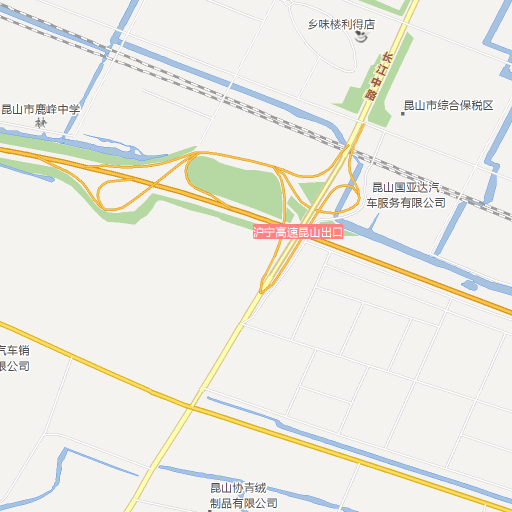 乡味楼利得店
长江中路
昆山市综合保税区
昆山市鹿峰中学
昆山国亚达汽
车服务有限公司
沪宁高速昆山出口
汽车销
限公司
昆山协青绒
制品有限公司